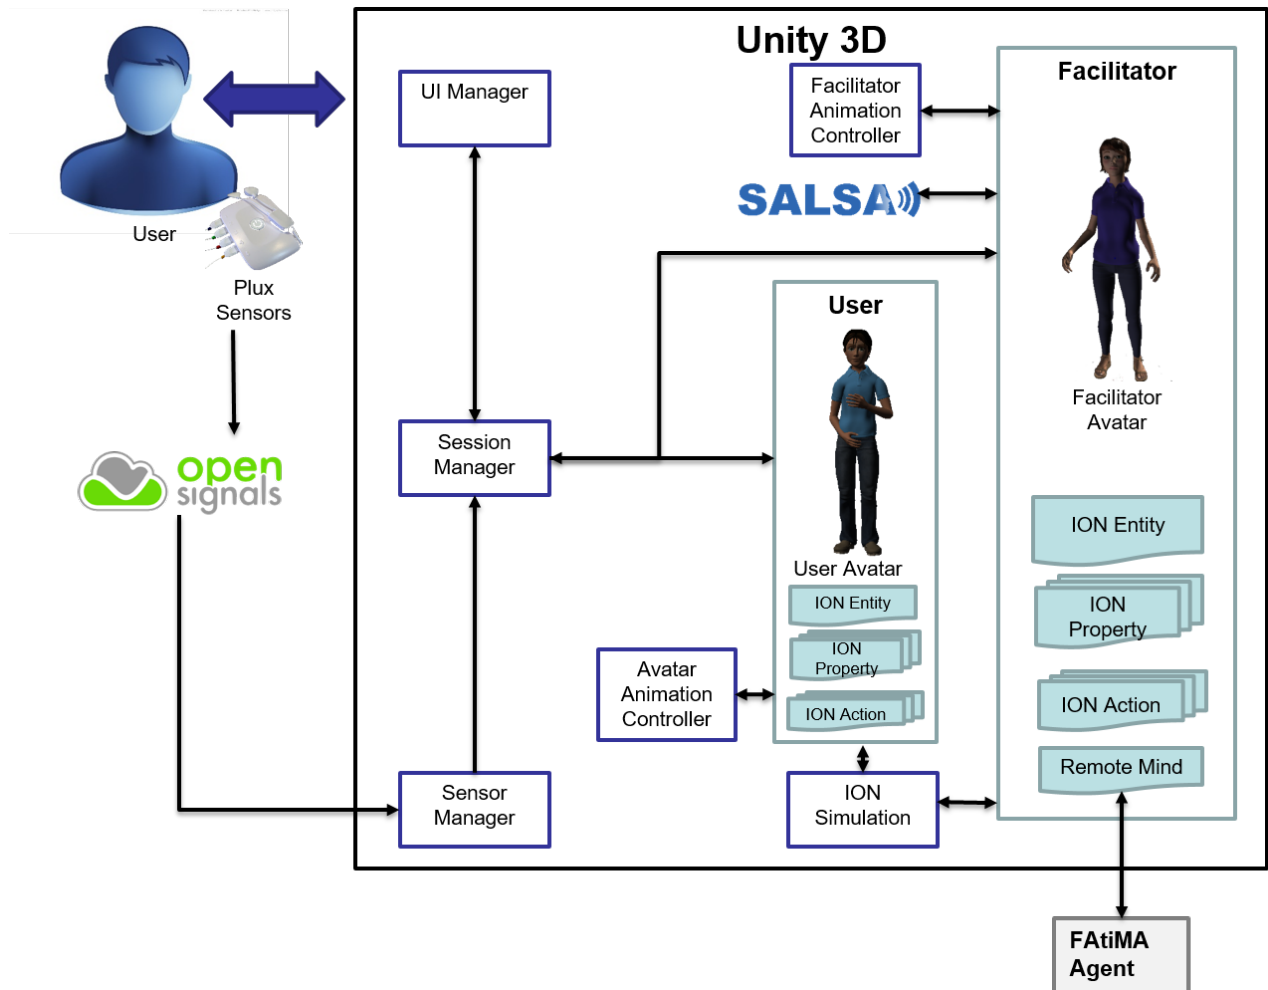 Unity 3D
UI Manager
Facilitator
Animation
Controller
Facilitator
SALSA
User
Plux
Sensors
User
Facilitator
Avatar
Session
Manager
open
signals
ION Entity
User Avatar
ION Entity
ION
Property
ION
Property
Avatar
Animation
Controller
ION Action
ION Action
Remote Mind
Sensor
Manager
ION
Simulation
FAtiMA
Agent